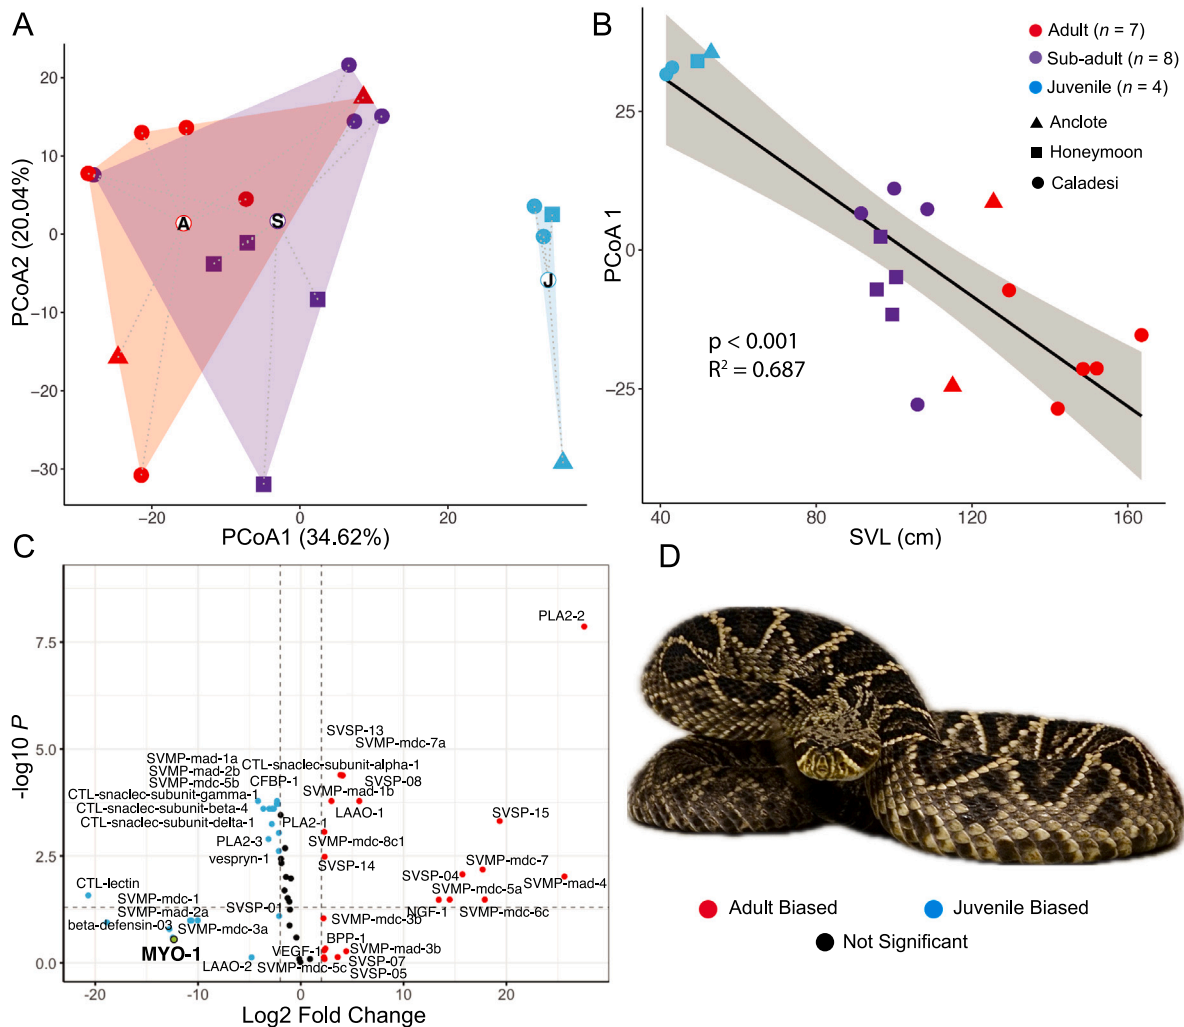 A
PCoA2 (20.04%)
20
10
0
−10
−20
−30
A
S
J
−20
0
20
PCoA1 (34.62%)
B
PCoA 1
25
0
−25
Adult (n = 7)
Sub-adult (n = 8)
Juvenile (n = 4)
Anclote
Honeymoon
Caladesi
p < 0.001
R² = 0.687
40
80
120
160
SVL (cm)
C
-log10 P
7.5
5.0
2.5
0.0
PLA2-2
SVSP-13
SVMP-mdc-7a
SVMP-mad-1a
CTL-snaclec-subunit-alpha-1
SVMP-mad-2b
SVMP-mdc-5b
CFBP-1
SVSP-08
CTL-snaclec-subunit-gamma-1
SVMP-mad-1b
CTL-snaclec-subunit-beta-4
LAAO-1
SVSP-15
CTL-snaclec-subunit-delta-1
PLA2-1
PLA2-3
SVMP-mdc-8c1
vespryn-1
SVSP-14
SVMP-mdc-7
SVSP-04
SVMP-mad-4
CTL-lectin
SVMP-mdc-5a
SVMP-mdc-1
SVMP-mad-2a
SVSP-01
NGF-1
SVMP-mdc-6c
beta-defensin-03
SVMP-mdc-3a
SVMP-mdc-3b
MYO-1
VEGF-1
BPP-1
SVMP-mad-3b
LAAO-2
SVMP-mdc-5c
SVSP-07
SVSP-05
−20
−10
0
10
20
Log2 Fold Change
D
Adult Biased
Juvenile Biased
Not Significant